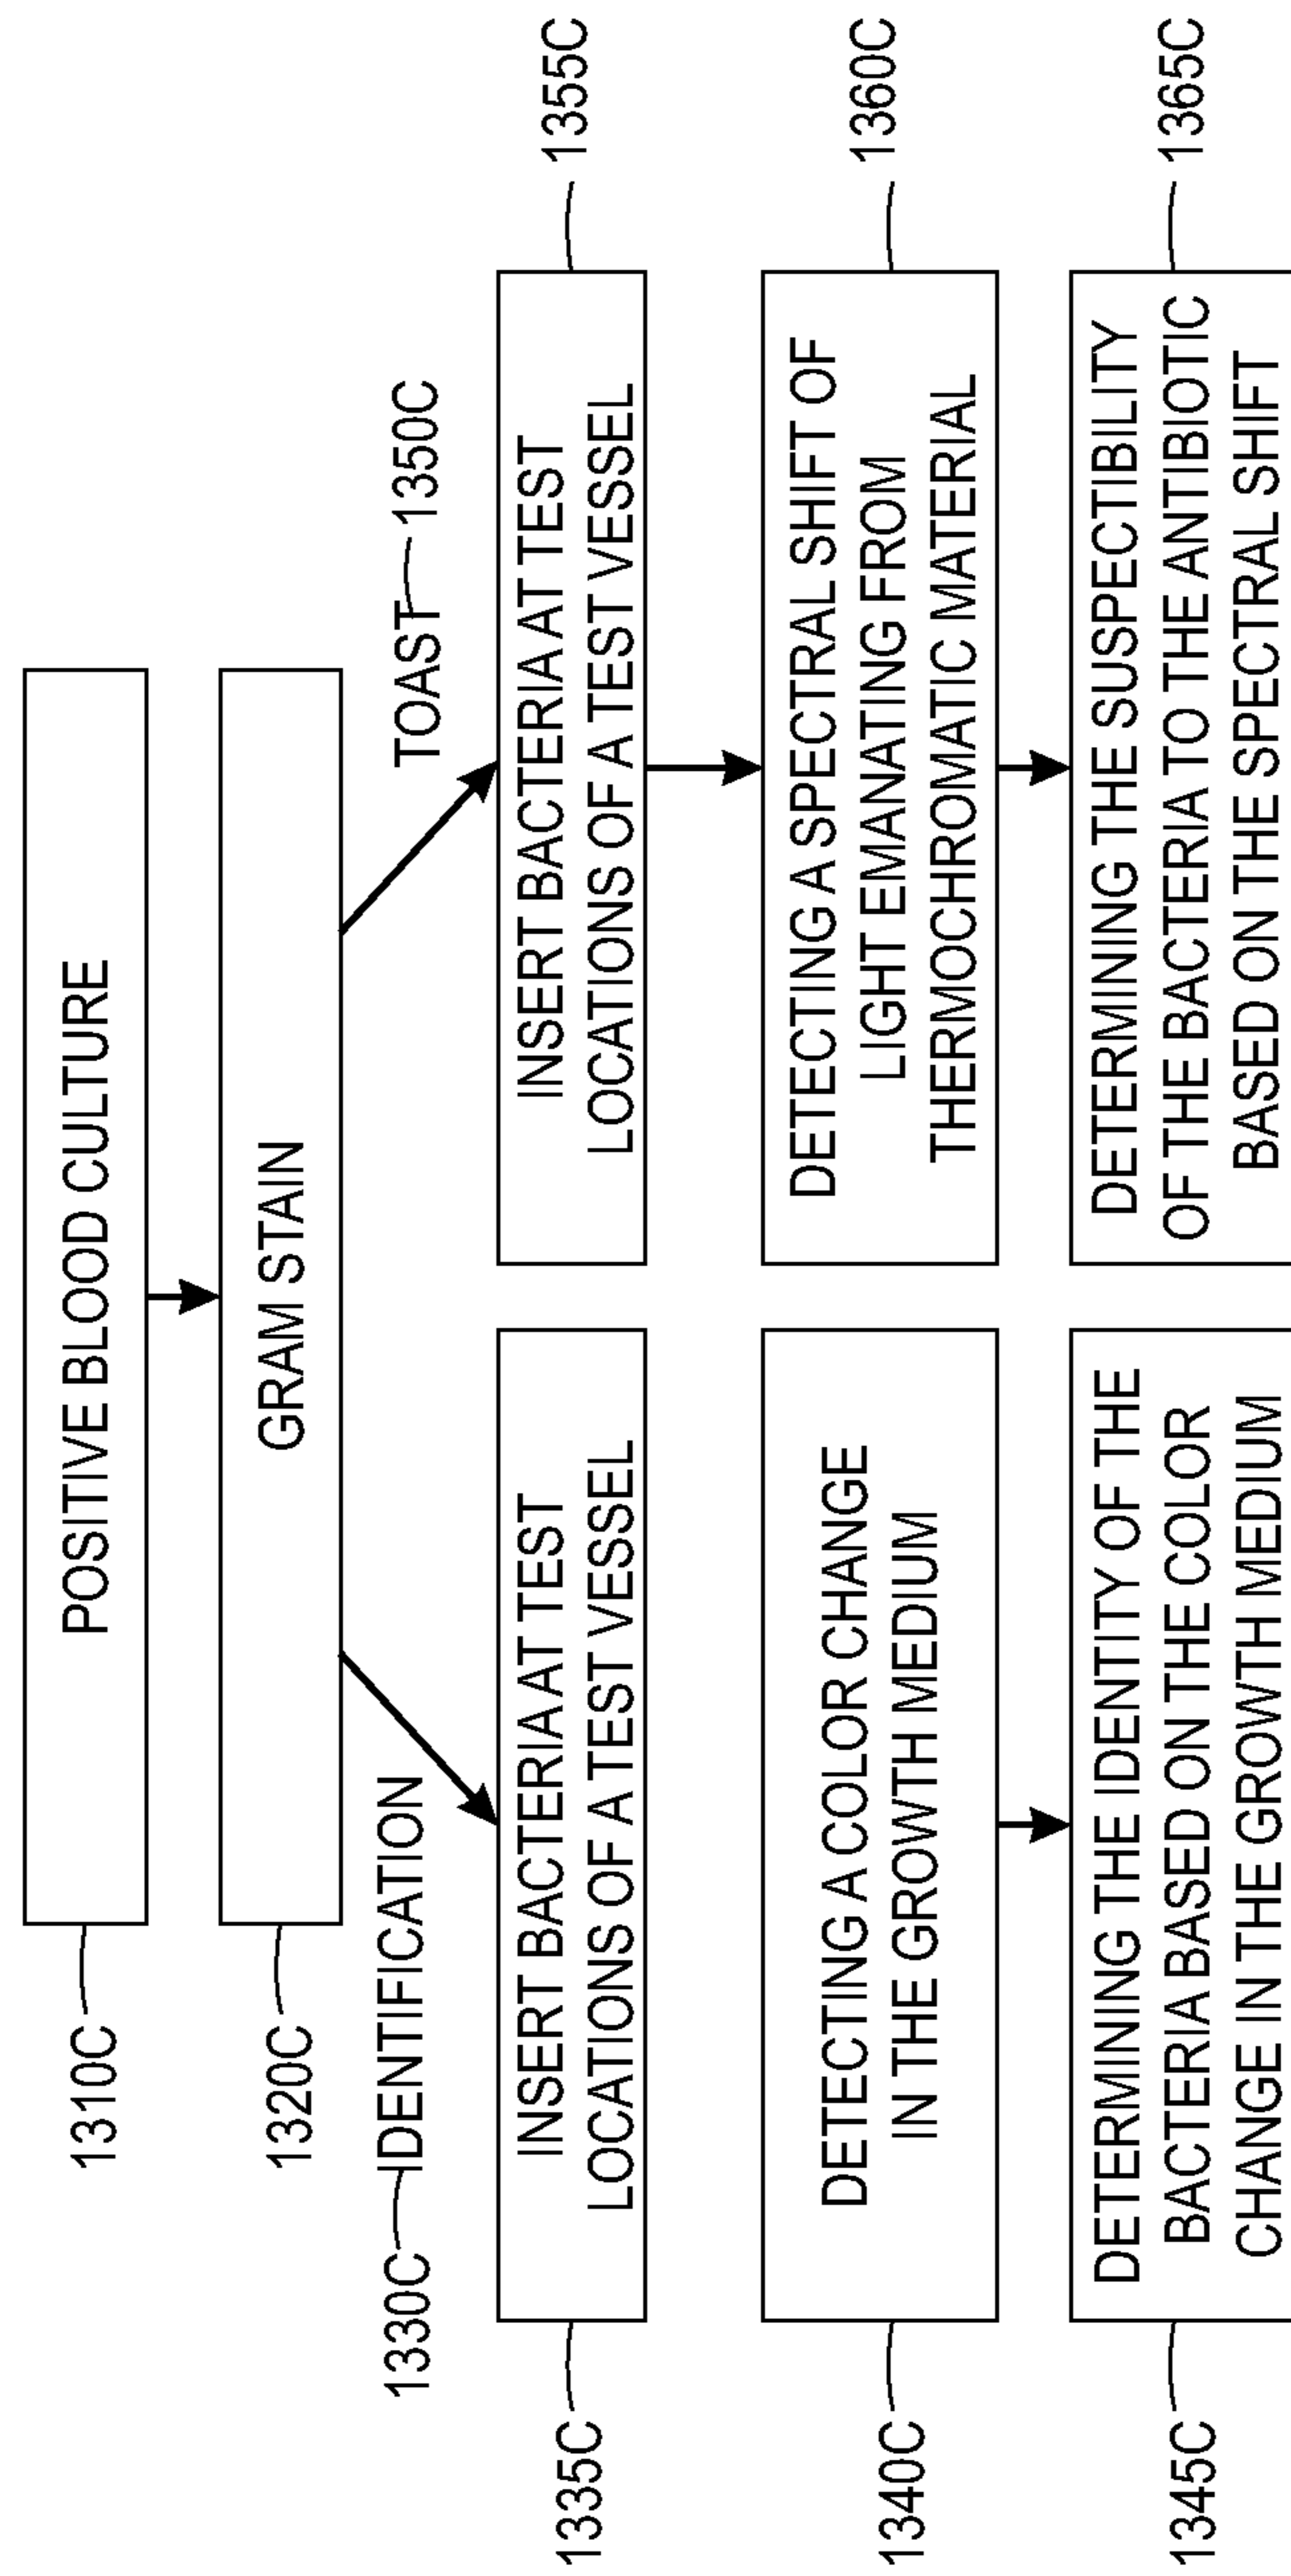 1310C
POSITIVE BLOOD CULTURE
1320C
GRAM STAIN
1330C
IDENTIFICATION
TOAST
1350C
1335C
INSERT BACTERIA AT TEST
LOCATIONS OF A TEST VESSEL
INSERT BACTERIA AT TEST
LOCATIONS OF A TEST VESSEL
1355C
1340C
DETECTING A COLOR CHANGE
IN THE GROWTH MEDIUM
DETECTING A SPECTRAL SHIFT OF
LIGHT EMANATING FROM
THERMOCHROMATIC MATERIAL
1360C
1345C
DETERMINING THE IDENTITY OF THE
BACTERIA BASED ON THE COLOR
CHANGE IN THE GROWTH MEDIUM
DETERMINING THE SUSPECTIBILITY
OF THE BACTERIA TO THE ANTIBIOTIC
BASED ON THE SPECTRAL SHIFT
1365C